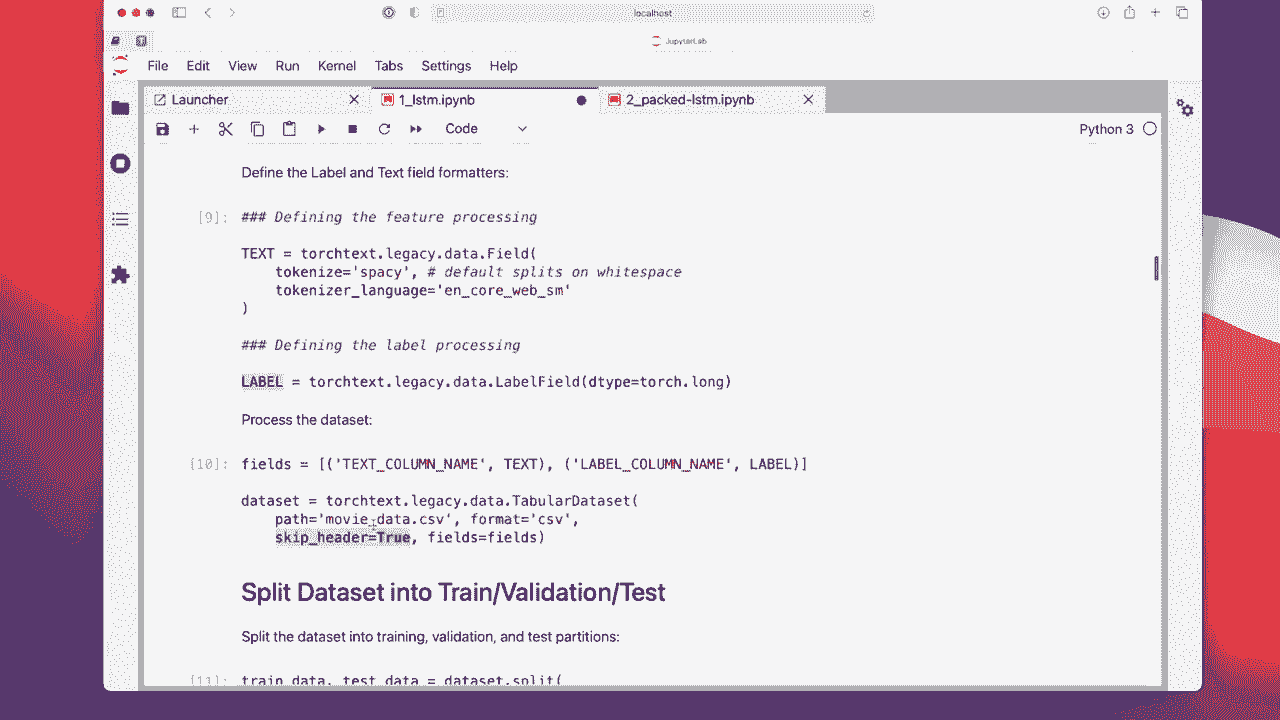 localhost
JupyterLab
File Edit View Run Kernel Tabs Settings Help
Launcher 1_lstm.ipynb 2_packed-lstm.ipynb
Code Python 3
Define the Label and Text field formatters:
[9]: ### Defining the feature processing
TEXT = torchtext.legacy.data.Field(
tokenize='spacy', # default splits on whitespace
tokenizer_language='en_core_web_sm'
)
### Defining the label processing
LABEL = torchtext.legacy.data.LabelField(dtype=torch.long)
Process the dataset:
[10]: fields = [('TEXT_COLUMN_NAME', TEXT), ('LABEL_COLUMN_NAME', LABEL)]
dataset = torchtext.legacy.data.TabularDataset(
path='movie_data.csv', format='csv',
skip_header=True, fields=fields)
Split Dataset into Train/Validation/Test
Split the dataset into training, validation, and test partitions:
[11]: train_data, test_data = dataset.split(